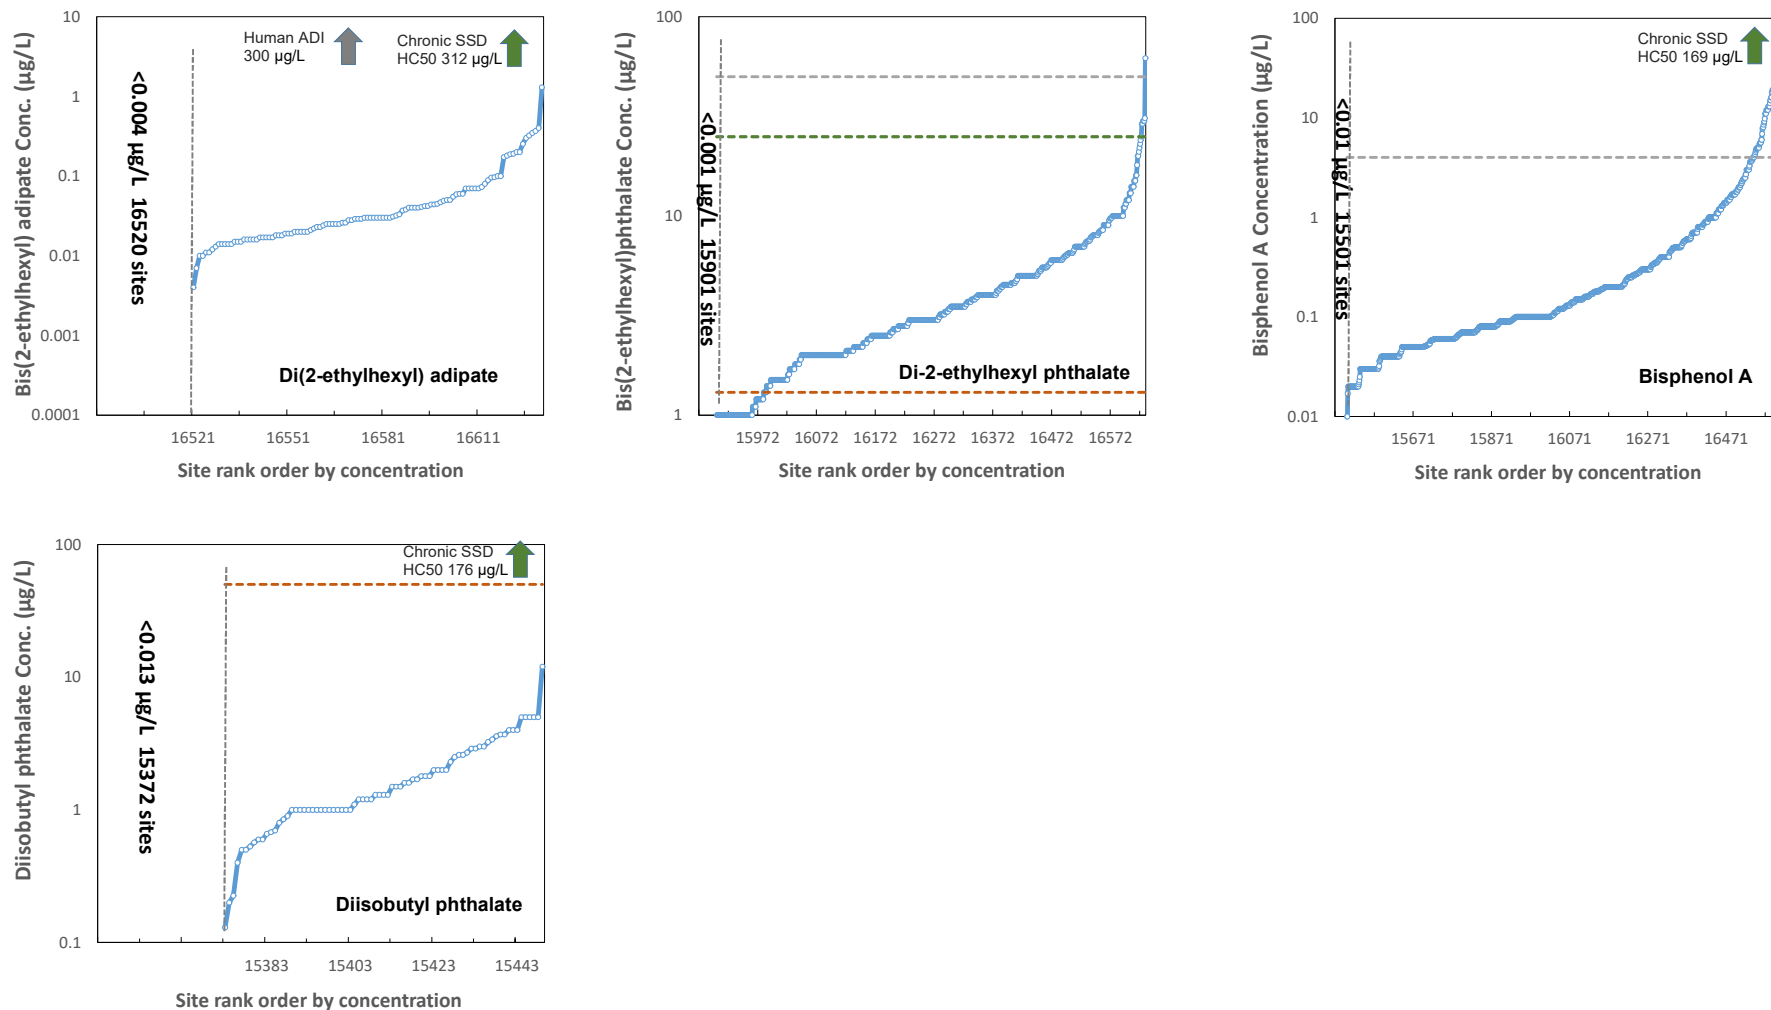 Bis(2-ethylhexyl) adipate Conc. (µg/L)
10
1
0.1
0.01
0.001
0.0001
<0.004 µg/L 16520 sites
Human ADI
300 µg/L
Chronic SSD
HC50 312 µg/L
Di(2-ethylhexyl) adipate
16521 16551 16581 16611
Site rank order by concentration
Bis(2-ethylhexyl)phthalate Conc. (µg/L)
100
10
1
<0.001 µg/L 15901 sites
Di-2-ethylhexyl phthalate
15972 16072 16172 16272 16372 16472 16572
Site rank order by concentration
Bisphenol A Concentration (µg/L)
100
10
1
0.1
0.01
<0.01 µg/L 15501 sites
Chronic SSD
HC50 169 µg/L
Bisphenol A
15671 15871 16071 16271 16471
Site rank order by concentration
Diisobutyl phthalate Conc. (µg/L)
100
10
1
0.1
<0.013 µg/L 15372 sites
Chronic SSD
HC50 176 µg/L
Diisobutyl phthalate
15383 15403 15423 15443
Site rank order by concentration